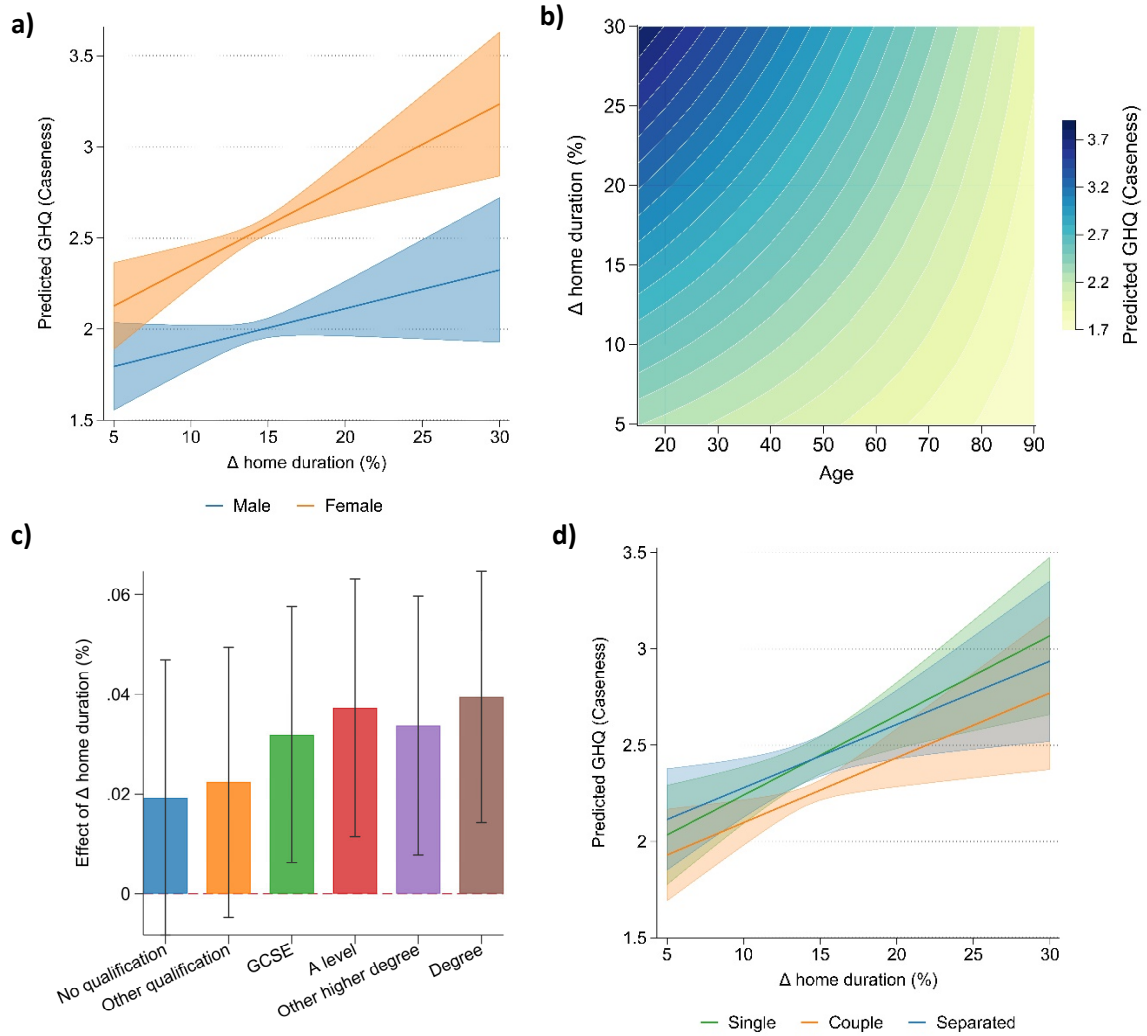 a)
3.5
3
2.5
2
1.5
Predicted GHQ (Caseness)
5 10 15 20 25 30
Δ home duration (%)
Male Female
b)
30
25
20
15
10
5
Δ home duration (%)
20 30 40 50 60 70 80 90
Age
3.7
3.2
2.7
2.2
1.7
Predicted GHQ (Caseness)
c)
.06
.04
.02
0
Effect of Δ home duration (%)
No qualification
Other qualification
GCSE
A level
Other higher degree
Degree
d)
3.5
3
2.5
2
1.5
Predicted GHQ (Caseness)
5 10 15 20 25 30
Δ home duration (%)
Single Couple Separated